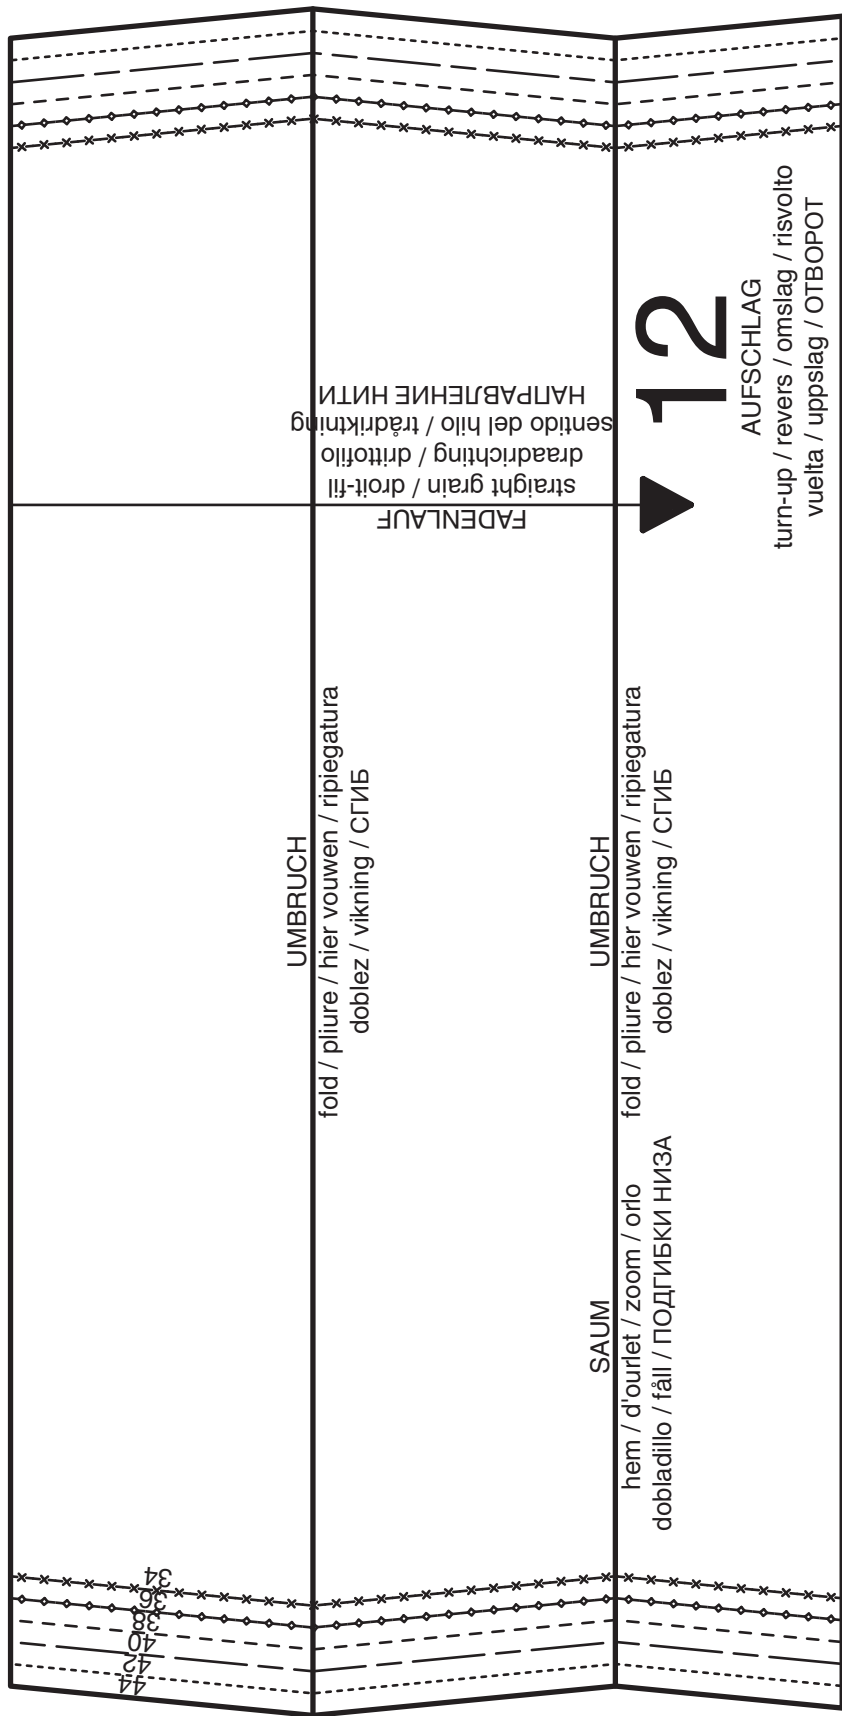 12
AUFSCHLAG
turn-up / revers / omslag / risvolto
vuelta / uppslag / ОТВОРОТ
НАПРАВЛЕНИЕ НИТИ
sentido del hilo / trådriktning
draadrichting / drittofilo
straight grain / droit-fil
FADENLAUF
UMBRUCH
fold / pliure / hier vouwen / ripiegatura
doblez / vikning / СГИБ
UMBRUCH
fold / pliure / hier vouwen / ripiegatura
doblez / vikning / СГИБ
SAUM
hem / d'ourlet / zoom / orlo
dobladillo / fåll / ПОДГИБКИ НИЗА
34
36
38
40
42
44